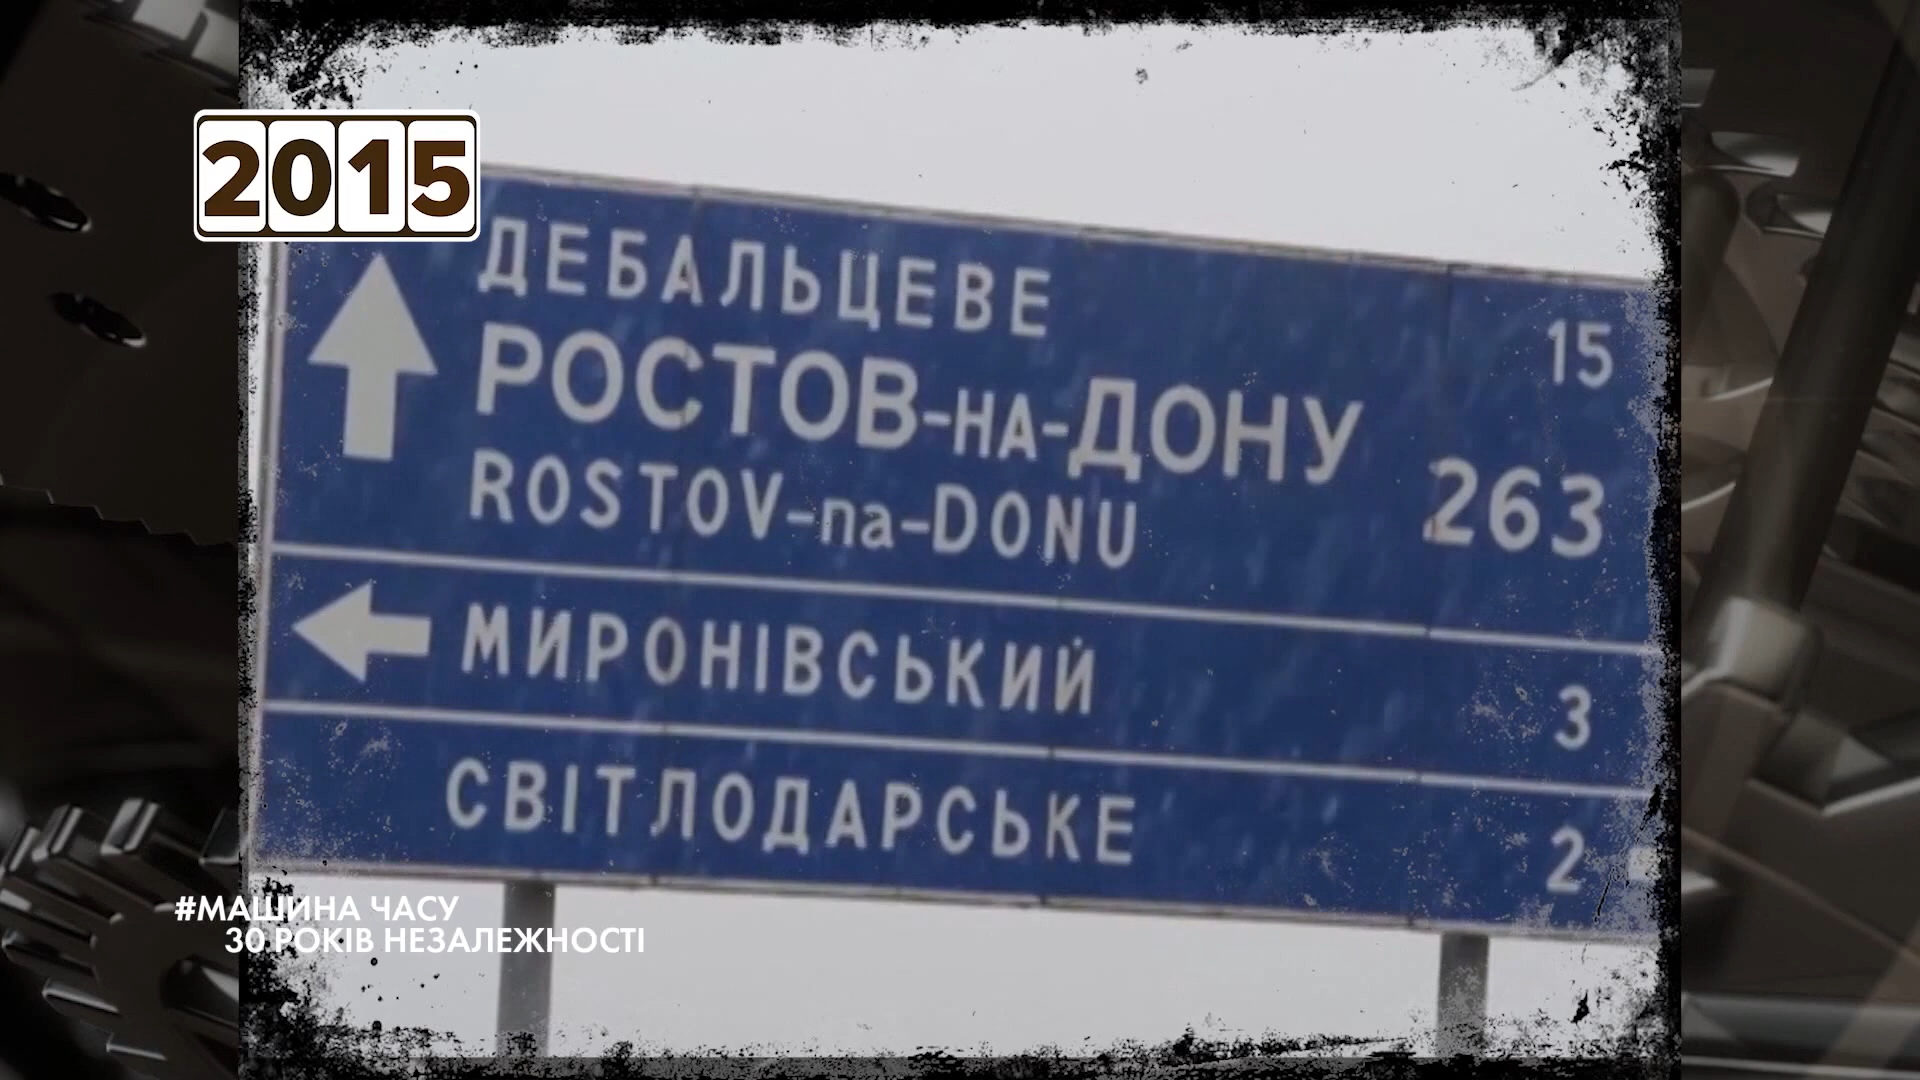 2015
ДЕБАЛЬЦЕВЕ 15
РОСТОВ-НА-ДОНУ
ROSTOV-na-DONU 263
МИРОНІВСЬКИЙ 3
СВІТЛОДАРСЬКЕ 2
#МАШИНА ЧАСУ
30 РОКІВ НЕЗАЛЕЖНОСТІ